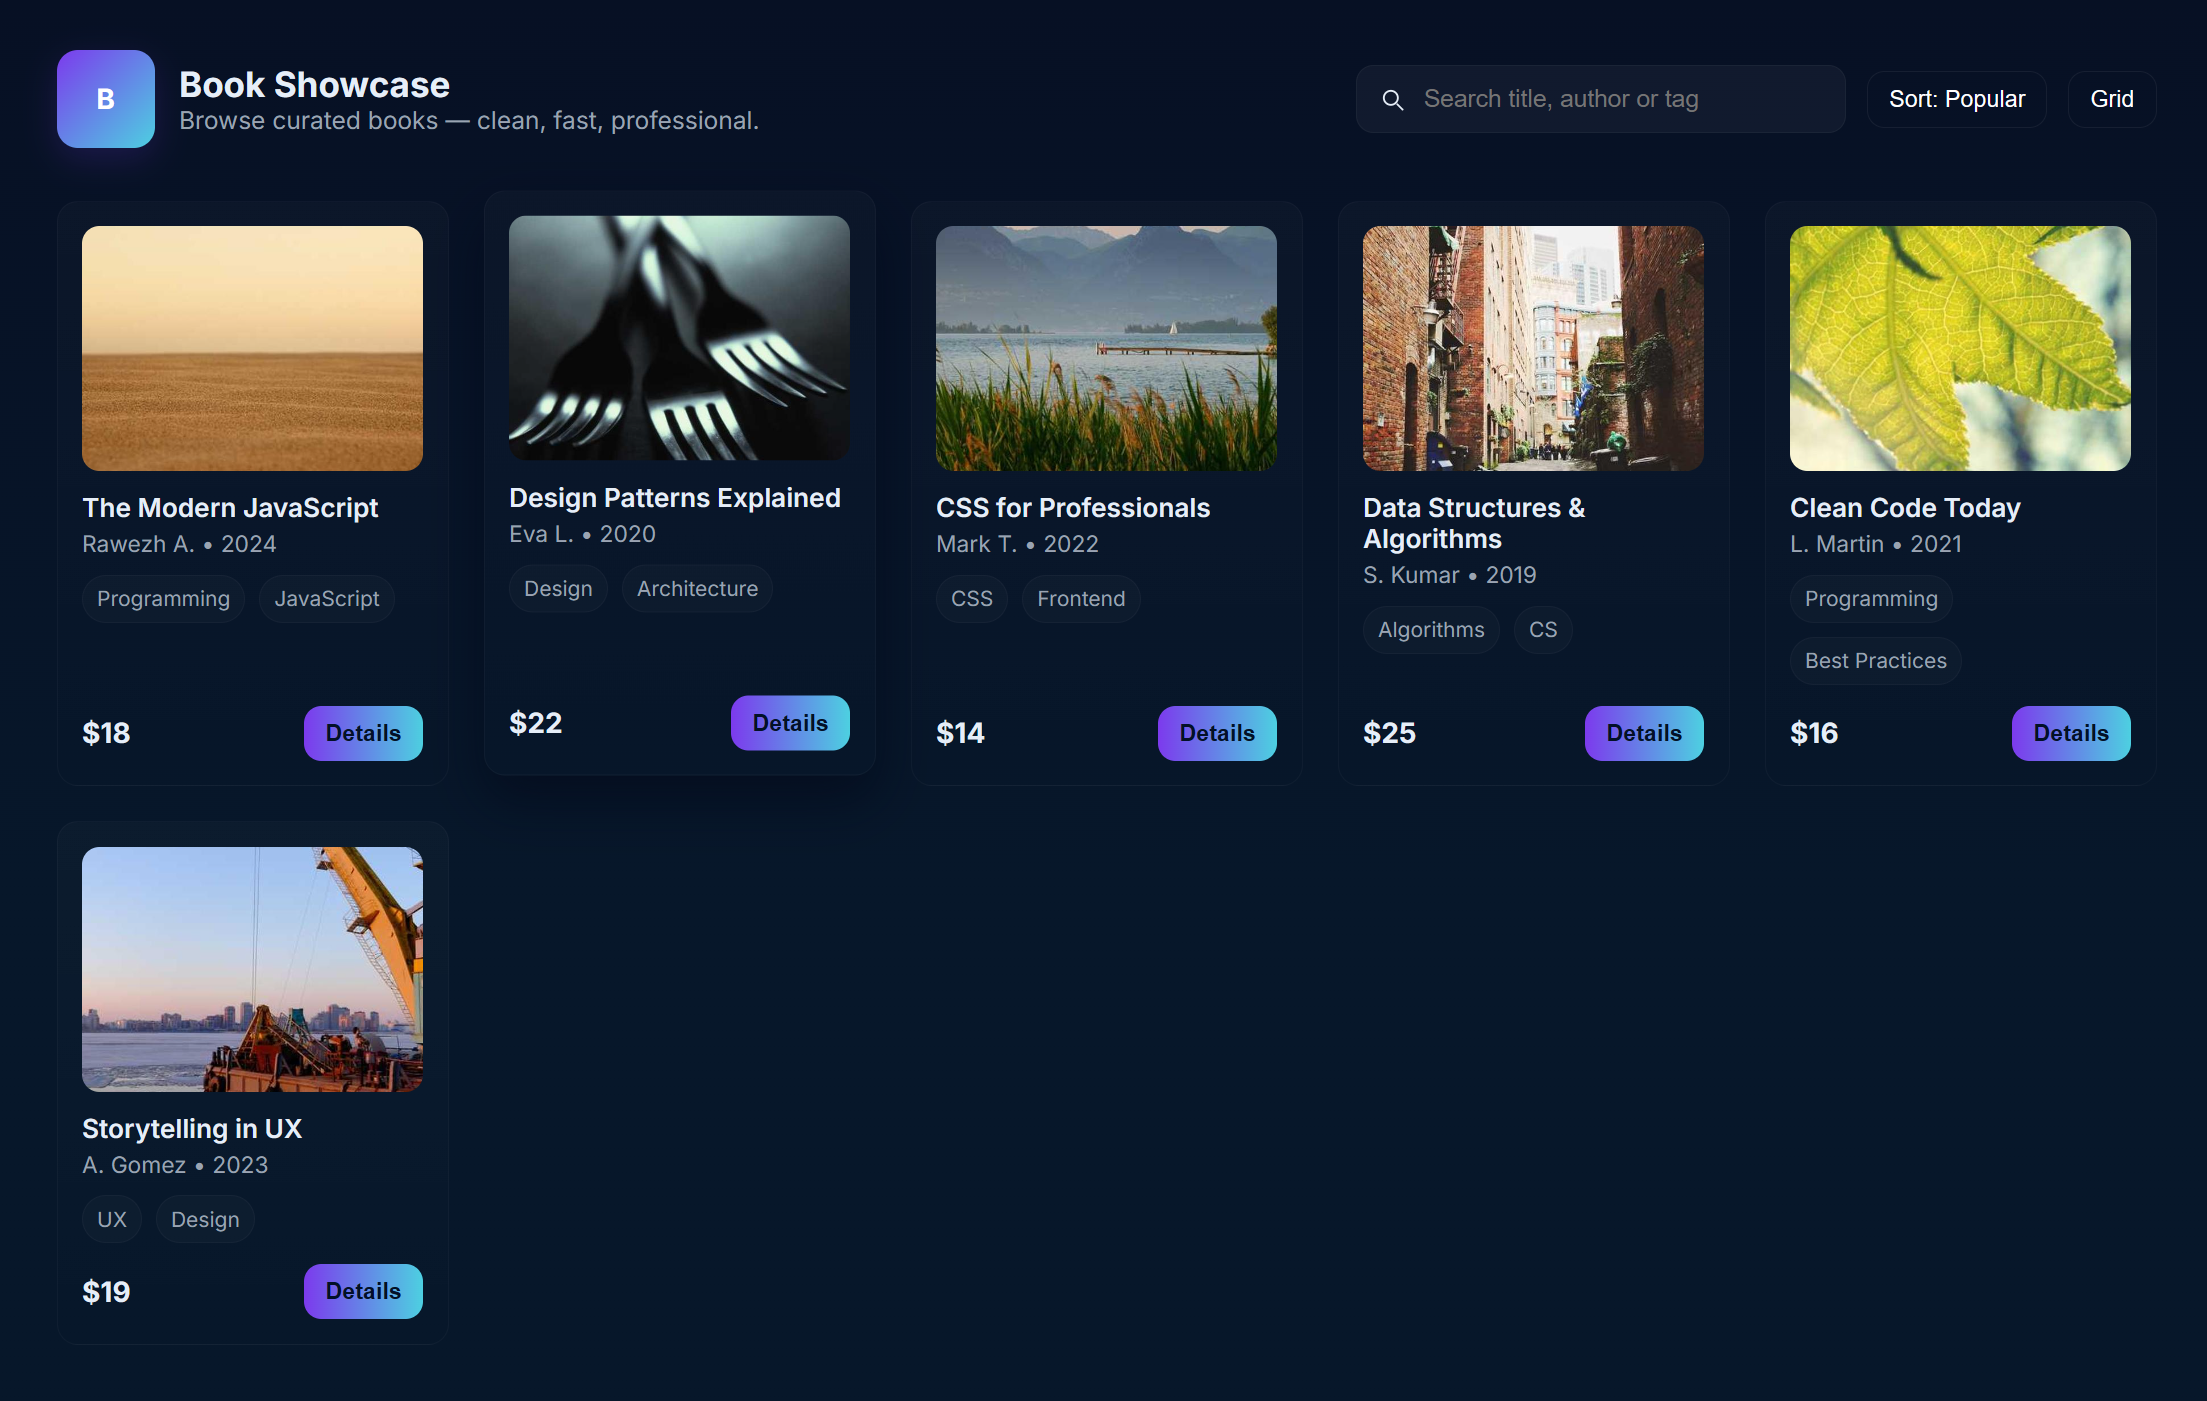 B
Book Showcase
Browse curated books — clean, fast, professional.
Search title, author or tag
Sort: Popular
Grid
The Modern JavaScript
Rawezh A. • 2024
Programming
JavaScript
$18
Details
Design Patterns Explained
Eva L. • 2020
Design
Architecture
$22
Details
CSS for Professionals
Mark T. • 2022
CSS
Frontend
$14
Details
Data Structures &
Algorithms
S. Kumar • 2019
Algorithms
CS
$25
Details
Clean Code Today
L. Martin • 2021
Programming
Best Practices
$16
Details
Storytelling in UX
A. Gomez • 2023
UX
Design
$19
Details